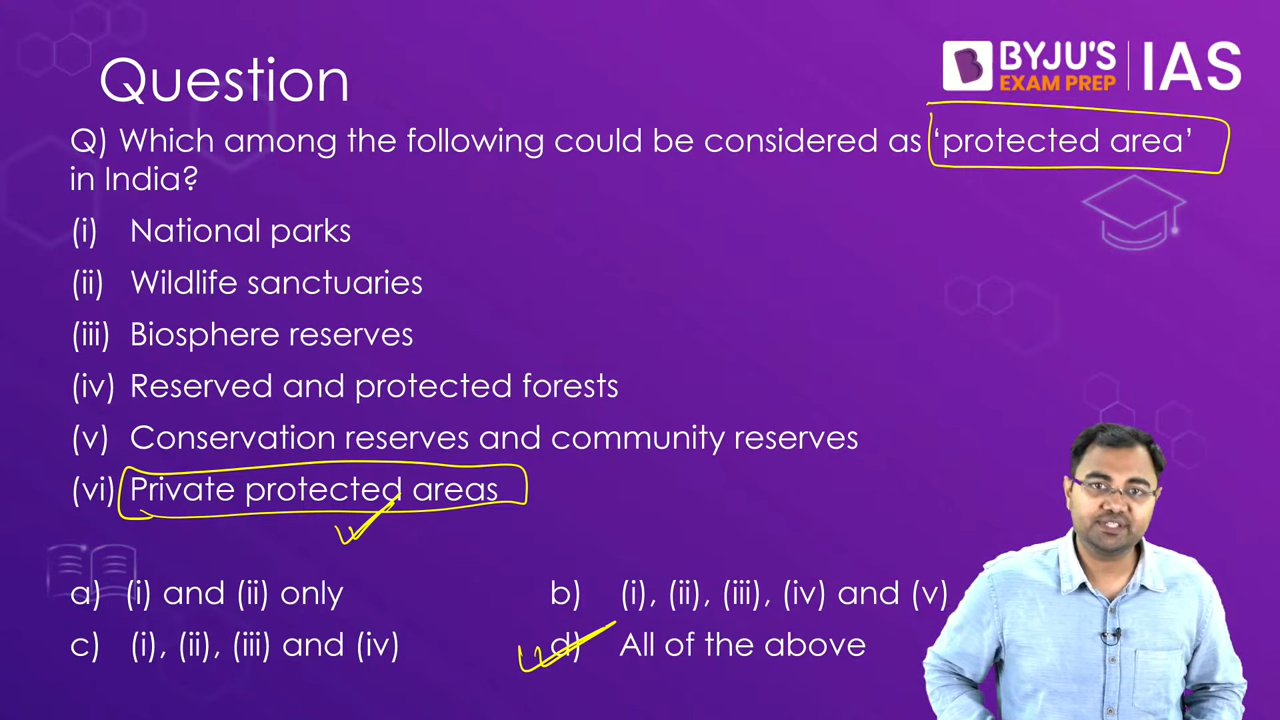 Question
BYJU'S
EXAM PREP
IAS
Q) Which among the following could be considered as 'protected area'
in India?
(i) National parks
(ii) Wildlife sanctuaries
(iii) Biosphere reserves
(iv) Reserved and protected forests
(v) Conservation reserves and community reserves
(vi) Private protected areas
a) (i) and (ii) only
b) (i), (ii), (iii), (iv) and (v)
c) (i), (ii), (iii) and (iv)
d) All of the above